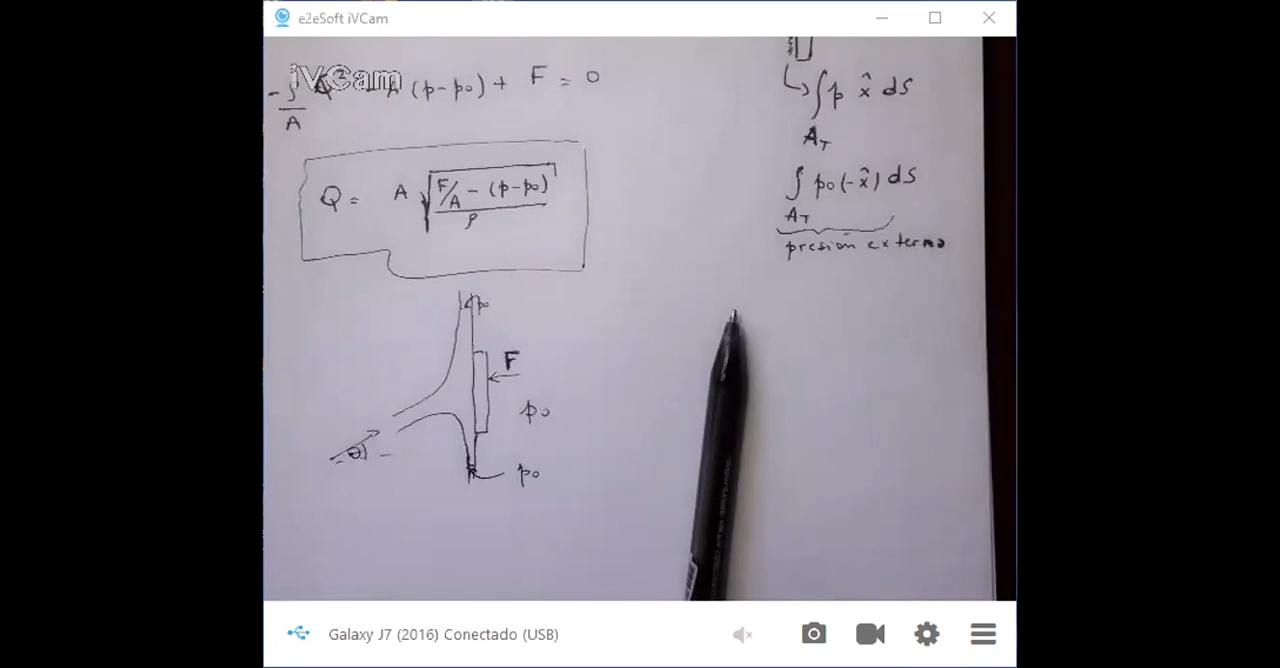 e2eSoft iVCam
iVCam
- ρ/A Q² - A (p-p₀) + F = 0
Q = A √((F/A - (p-p₀))/ρ)
p₀
F
p₀
θ
p₀
↳ ∫ p x̂ dS
A_T
∫ p₀(-x̂) dS
A_T
presión externa
Galaxy J7 (2016) Conectado (USB)